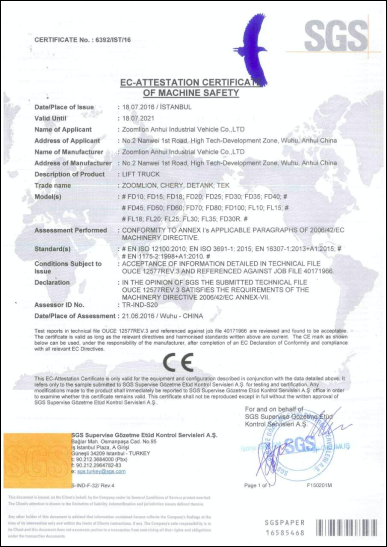 SGS
CERTIFICATE No. : 6392/IST/16
EC-ATTESTATION CERTIFICATE
OF MACHINE SAFETY
Date/Place of Issue : 18.07.2016 / ISTANBUL
Valid Until : 18.07.2021
Name of Applicant : Zoomlion Anhui Industrial Vehicle Co.,LTD
Address of Applicant : No.2 Nanwei 1st Road, High Tech-Development Zone, Wuhu, Anhui China
Name of Manufacturer : Zoomlion Anhui Industrial Vehicle Co.,LTD
Address of Manufacturer : No.2 Nanwei 1st Road, High Tech-Development Zone, Wuhu, Anhui China
Description of Product : LIFT TRUCK
Trade name : ZOOMLION, CHERY, DETANK, TEK
Model(s) : # FD10; FD15; FD18; FD20; FD25; FD30; FD35; FD40; #
# FD45; FD50; FD60; FD70; FD80; FD100; FL10; FL15; #
# FL18; FL20; FL25; FL30; FL35; FD30R. #
Assessment Performed : CONFORMITY TO ANNEX I's APPLICABLE PARAGRAPHS OF 2006/42/EC
MACHINERY DIRECTIVE.
Standard(s) : # EN ISO 12100:2010; EN ISO 3691-1: 2015; EN 16307-1:2013+A1:2015; #
# EN 1175-2:1998+A1:2010. #
Conditions Subject to : ACCEPTANCE OF INFORMATION DETAILED IN TECHNICAL FILE
Issue OUCE 12577REV.3 AND REFERENCED AGAINST JOB FILE 40171966.
Declaration : IN THE OPINION OF SGS THE SUBMITTED TECHNICAL FILE
OUCE 12577REV.3 SATISFIES THE REQUIREMENTS OF THE
MACHINERY DIRECTIVE 2006/42/EC ANNEX-VII.
Assessor ID No. : TR-IND-S20
Date/Place of Assessment : 21.06.2016 / Wuhu - CHINA
Test reports in technical file OUCE 12577REV.3 and referenced against job file 40171966 are reviewed and found to be acceptable.
The certificate is valid as long as the relevant directives and harmonised standards written above are current. The CE mark as shown
below can be used, under the responsibility of the manufacturer, after completion of an EC Declaration of Conformity and compliance
with all relevant EC Directives.
CE
This EC-Attestation Certificate is only valid for the equipment and configuration described in conjunction with the data detailed above. It
refers only to the sample submitted to SGS Supervise Gözetme Etüd Kontrol Servisleri A.Ş. for testing and certification. Any
modifications made to the product shall immediately be reported to SGS Supervise Gözetme Etüd Kontrol Servisleri A.Ş. office in order
to examine whether this certificate remains valid. This certificate shall not be reproduced except in full without the written approval of
SGS Supervise Gözetme Etüd Kontrol Servisleri A.Ş.
For and on behalf of
SGS Supervise Gözetme Etüd
Kontrol Servisleri A.Ş.
SGS
SGS Supervise Gözetme Etüd Kontrol Servisleri A.Ş.
Bağlar Mah. Osmanpaşa Cad. No:95
İş Istanbul Plaza, A Girişi
Güneşli 34209 Istanbul - TURKEY
t: 90.212.3684000 (Pbx)
f: 90.212.2964782-83
e: sgs.turkey@sgs.com
S-IND-F-32/ Rev.4
Page 1 of 1
F150201M
SGSPAPER
16585468